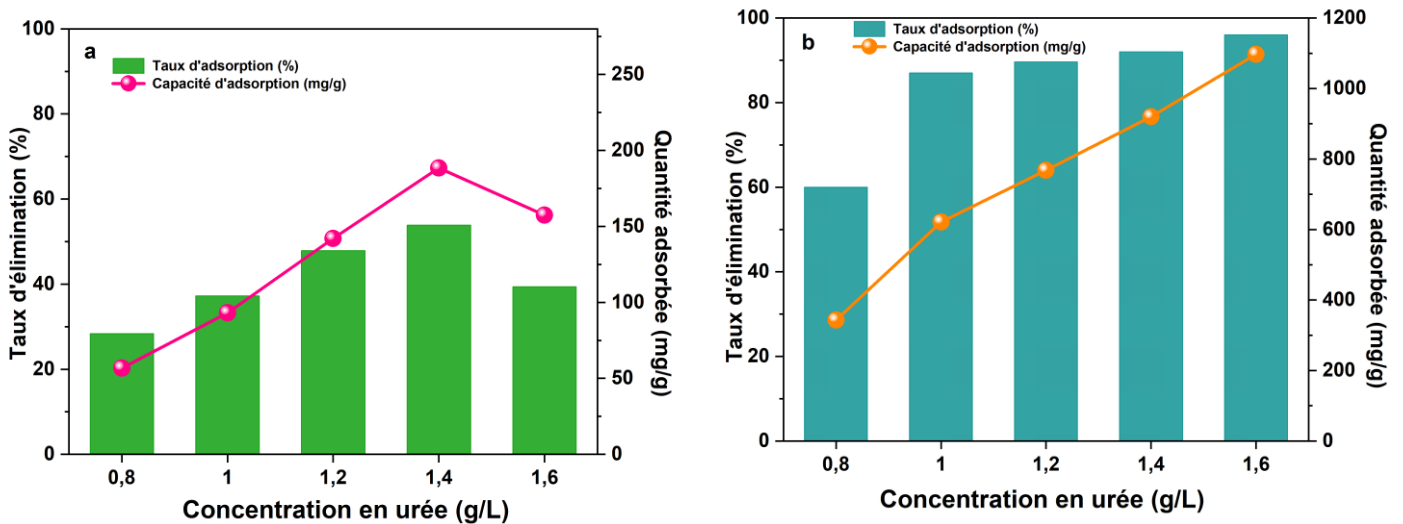 a
Taux d'adsorption (%)
Capacité d'adsorption (mg/g)
Taux d'élimination (%)
100
80
60
40
20
0
Quantité adsorbée (mg/g)
250
200
150
100
50
0
0,8 1 1,2 1,4 1,6
Concentration en urée (g/L)
b
Taux d'adsorption (%)
Capacité d'adsorption (mg/g)
Taux d'élimination (%)
100
80
60
40
20
0
Quantité adsorbée (mg/g)
1200
1000
800
600
400
200
0
0,8 1 1,2 1,4 1,6
Concentration en urée (g/L)